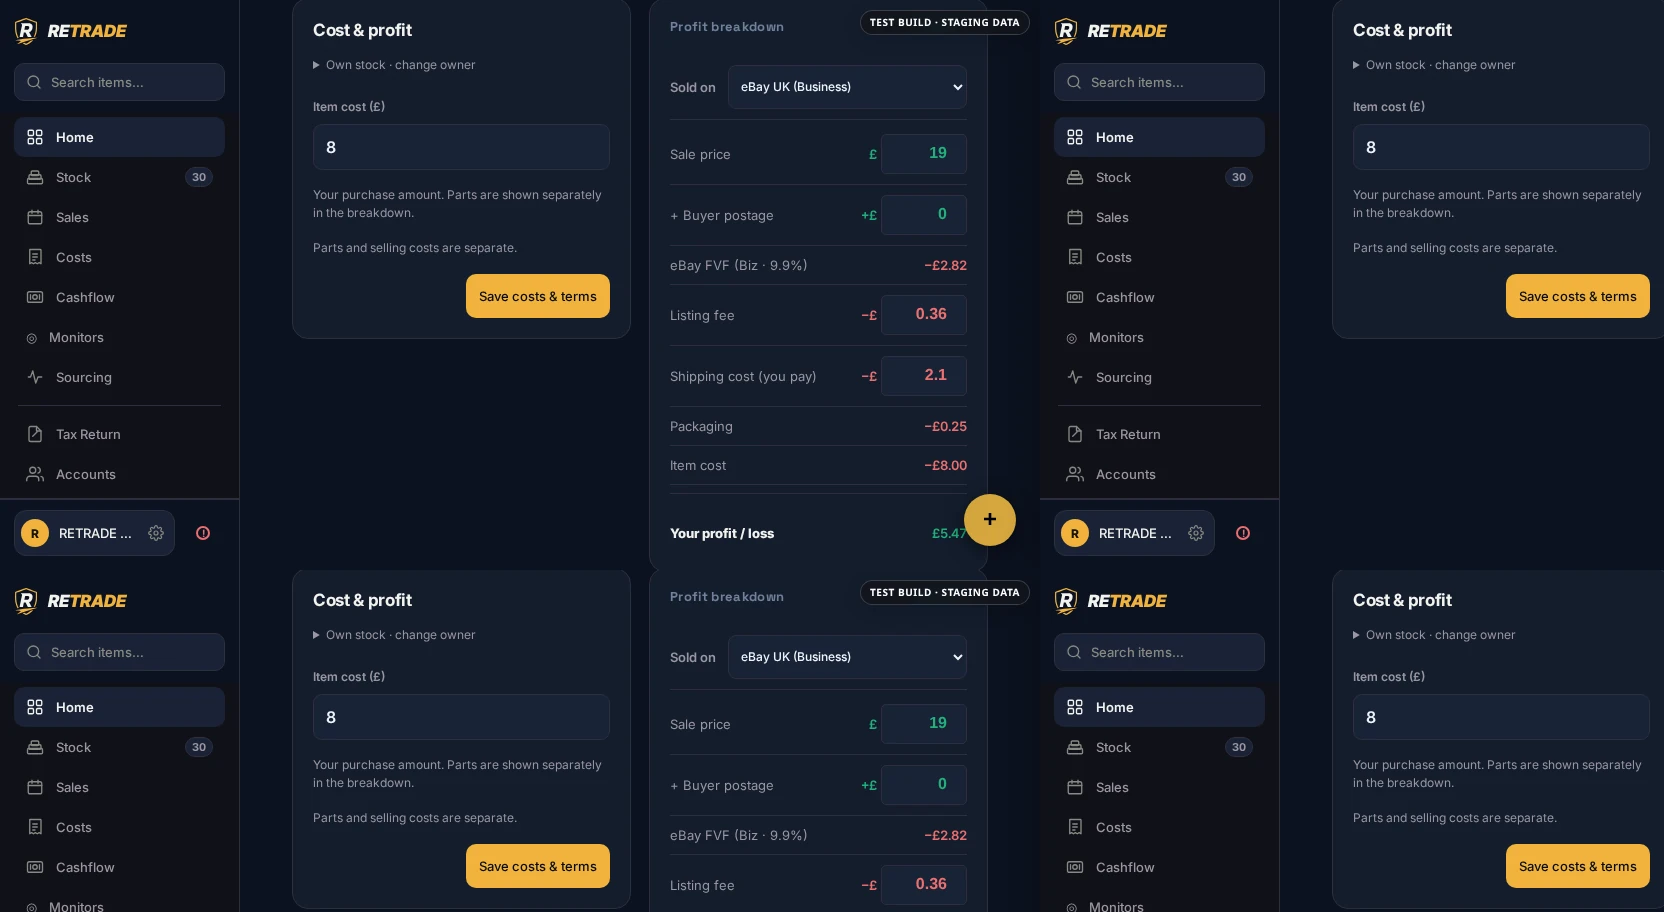 RETRADE
Search items...
Home
Stock 30
Sales
Costs
Cashflow
Monitors
Sourcing
Tax Return
Accounts
R RETRADE ...
Cost & profit
Own stock · change owner
Item cost (£)
8
Your purchase amount. Parts are shown separately
in the breakdown.
Parts and selling costs are separate.
Save costs & terms
Profit breakdown
TEST BUILD · STAGING DATA
Sold on eBay UK (Business)
Sale price £ 19
+ Buyer postage +£ 0
eBay FVF (Biz · 9.9%) −£2.82
Listing fee −£ 0.36
Shipping cost (you pay) −£ 2.1
Packaging −£0.25
Item cost −£8.00
Your profit / loss £5.47
+
RETRADE
Search items...
Home
Stock 30
Sales
Costs
Cashflow
Monitors
Sourcing
Tax Return
Accounts
R RETRADE ...
Cost & profit
Own stock · change owner
Item cost (£)
8
Your purchase amount. Parts are shown separately
in the breakdown.
Parts and selling costs are separate.
Save costs & terms
RETRADE
Search items...
Home
Stock 30
Sales
Costs
Cashflow
Monitors
Cost & profit
Own stock · change owner
Item cost (£)
8
Your purchase amount. Parts are shown separately
in the breakdown.
Parts and selling costs are separate.
Save costs & terms
Profit breakdown
TEST BUILD · STAGING DATA
Sold on eBay UK (Business)
Sale price £ 19
+ Buyer postage +£ 0
eBay FVF (Biz · 9.9%) −£2.82
Listing fee −£ 0.36
RETRADE
Search items...
Home
Stock 30
Sales
Costs
Cashflow
Monitors
Cost & profit
Own stock · change owner
Item cost (£)
8
Your purchase amount. Parts are shown separately
in the breakdown.
Parts and selling costs are separate.
Save costs & terms